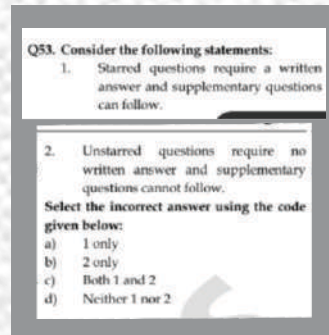 Q53. Consider the following statements:
1. Starred questions require a written
answer and supplementary questions
can follow.
2. Unstarred questions require no
written answer and supplementary
questions cannot follow.
Select the incorrect answer using the code
given below:
a) 1 only
b) 2 only
c) Both 1 and 2
d) Neither 1 nor 2